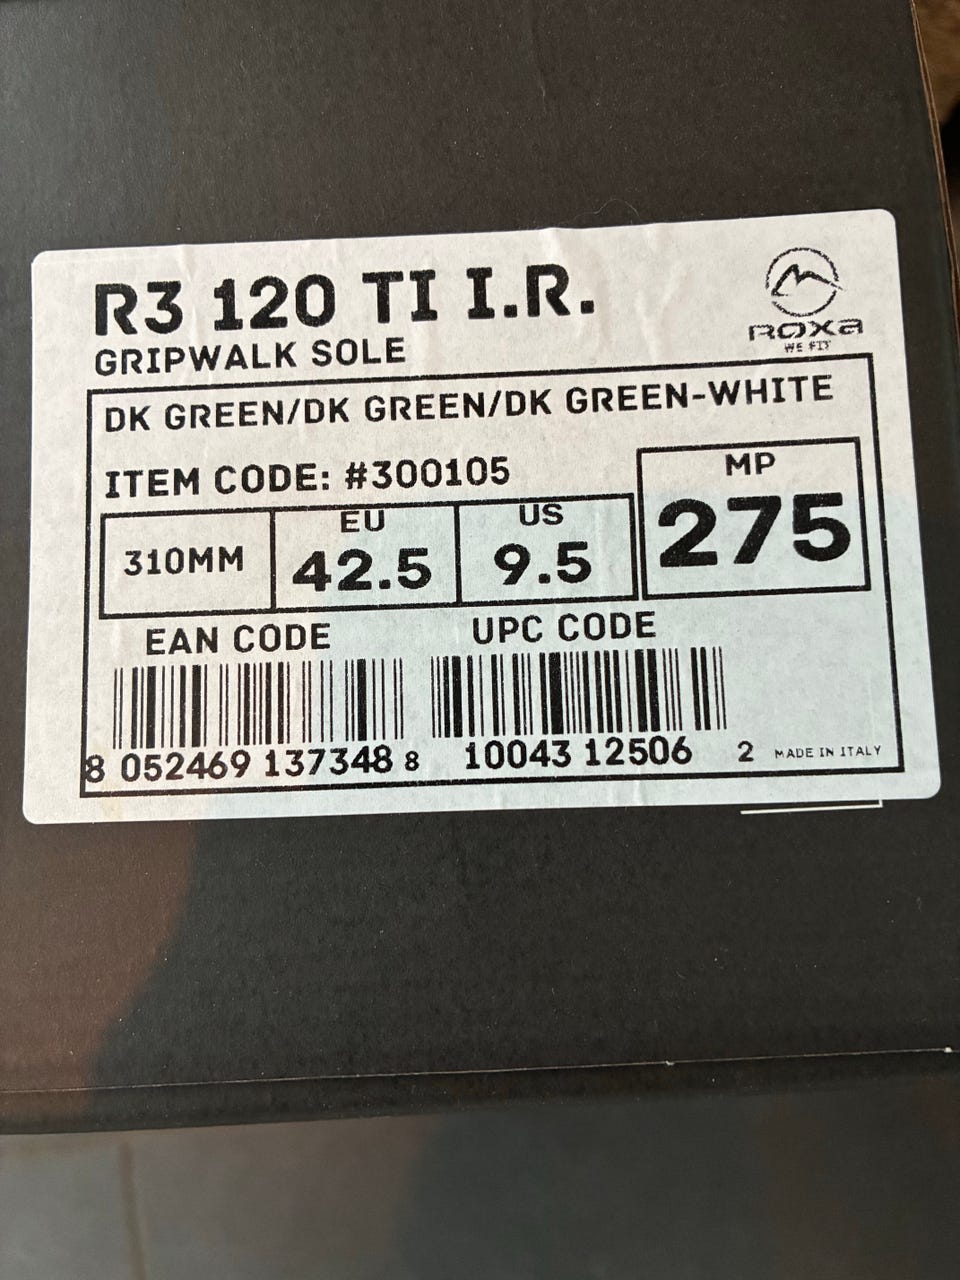 R3 120 TI I.R.
GRIPWALK SOLE
ROXA
WE FIT
DK GREEN/DK GREEN/DK GREEN-WHITE
ITEM CODE: #300105
MP
275
310MM
EU
42.5
US
9.5
EAN CODE
UPC CODE
8 052469 137348 8
10043 12506 2
MADE IN ITALY